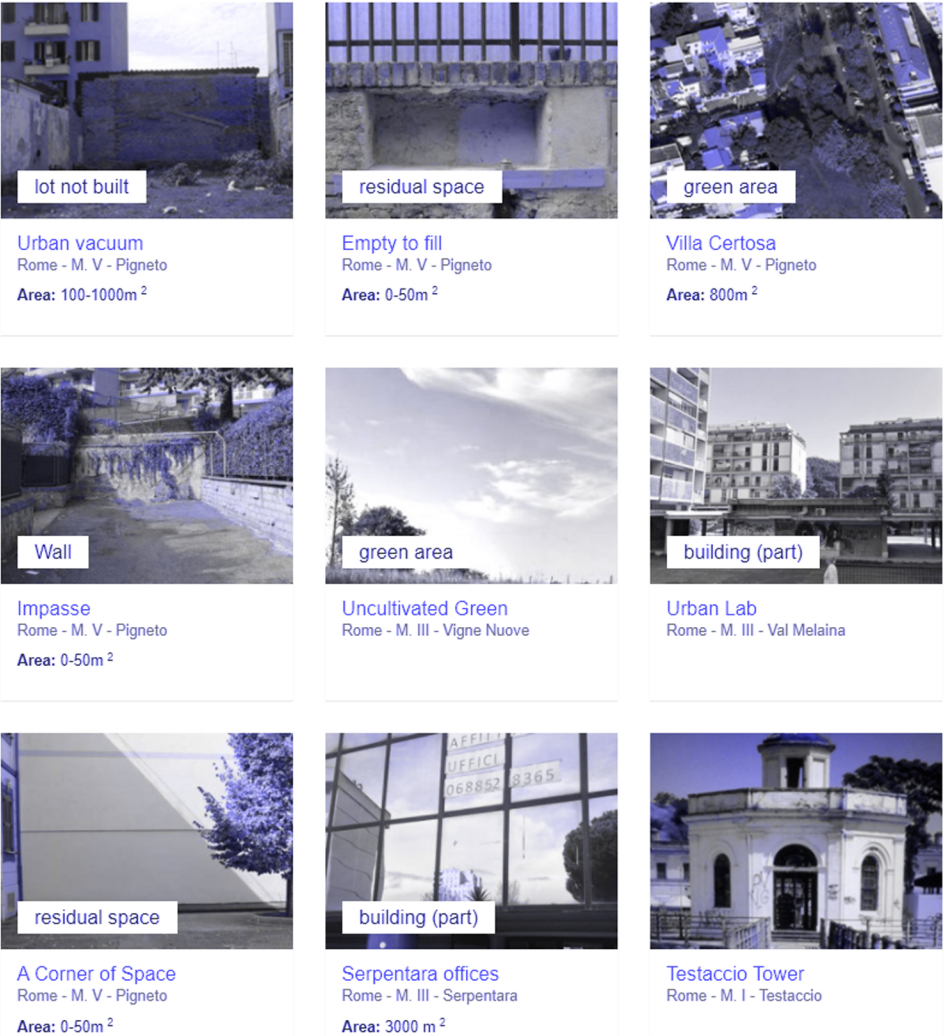 lot not built
Urban vacuum
Rome - M. V - Pigneto
Area: 100-1000m 2
residual space
Empty to fill
Rome - M. V - Pigneto
Area: 0-50m 2
green area
Villa Certosa
Rome - M. V - Pigneto
Area: 800m 2
Wall
Impasse
Rome - M. V - Pigneto
Area: 0-50m 2
green area
Uncultivated Green
Rome - M. III - Vigne Nuove
building (part)
Urban Lab
Rome - M. III - Val Melaina
residual space
A Corner of Space
Rome - M. V - Pigneto
Area: 0-50m 2
AFFITTA
UFFICI
building (part)
Serpentara offices
Rome - M. III - Serpentara
Area: 3000 m 2
Testaccio Tower
Rome - M. I - Testaccio